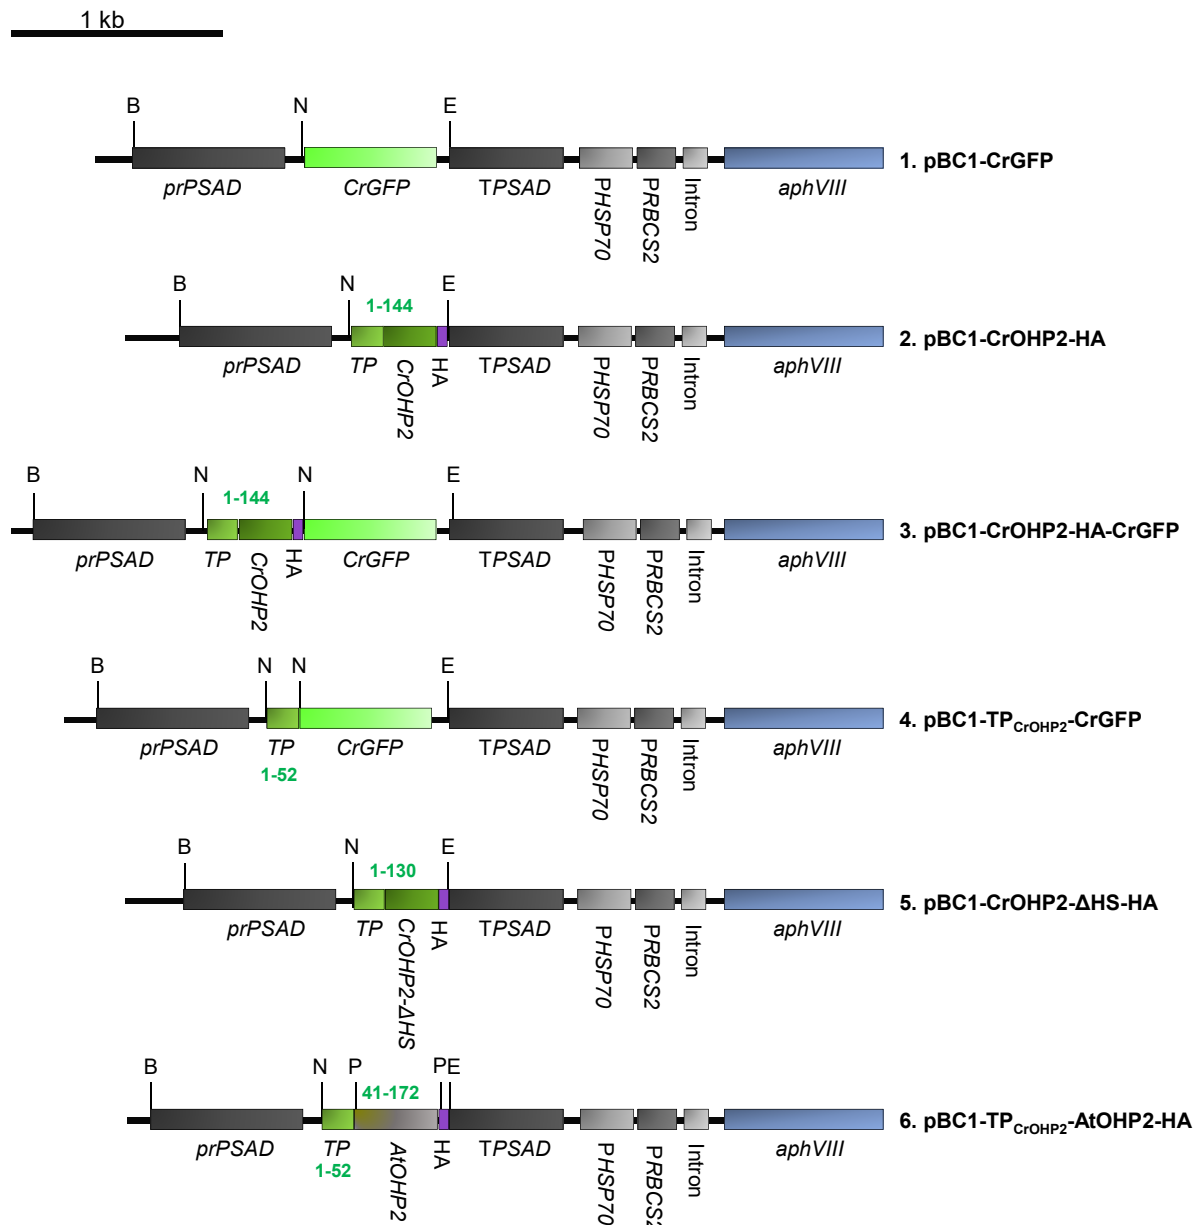 1 kb
B N E
1. pBC1-CrGFP
prPSAD CrGFP TPSAD PHSP70 PRBCS2 Intron aphVIII
B N 1-144 E
2. pBC1-CrOHP2-HA
prPSAD TP CrOHP2 HA TPSAD PHSP70 PRBCS2 Intron aphVIII
B N 1-144 N E
3. pBC1-CrOHP2-HA-CrGFP
prPSAD TP CrOHP2 HA CrGFP TPSAD PHSP70 PRBCS2 Intron aphVIII
B N N E
4. pBC1-TPCrOHP2-CrGFP
prPSAD TP CrGFP TPSAD PHSP70 PRBCS2 Intron aphVIII
1-52
B N 1-130 E
5. pBC1-CrOHP2-ΔHS-HA
prPSAD TP CrOHP2-ΔHS HA TPSAD PHSP70 PRBCS2 Intron aphVIII
B N P 41-172 P E
6. pBC1-TPCrOHP2-AtOHP2-HA
prPSAD TP AtOHP2 HA TPSAD PHSP70 PRBCS2 Intron aphVIII
1-52